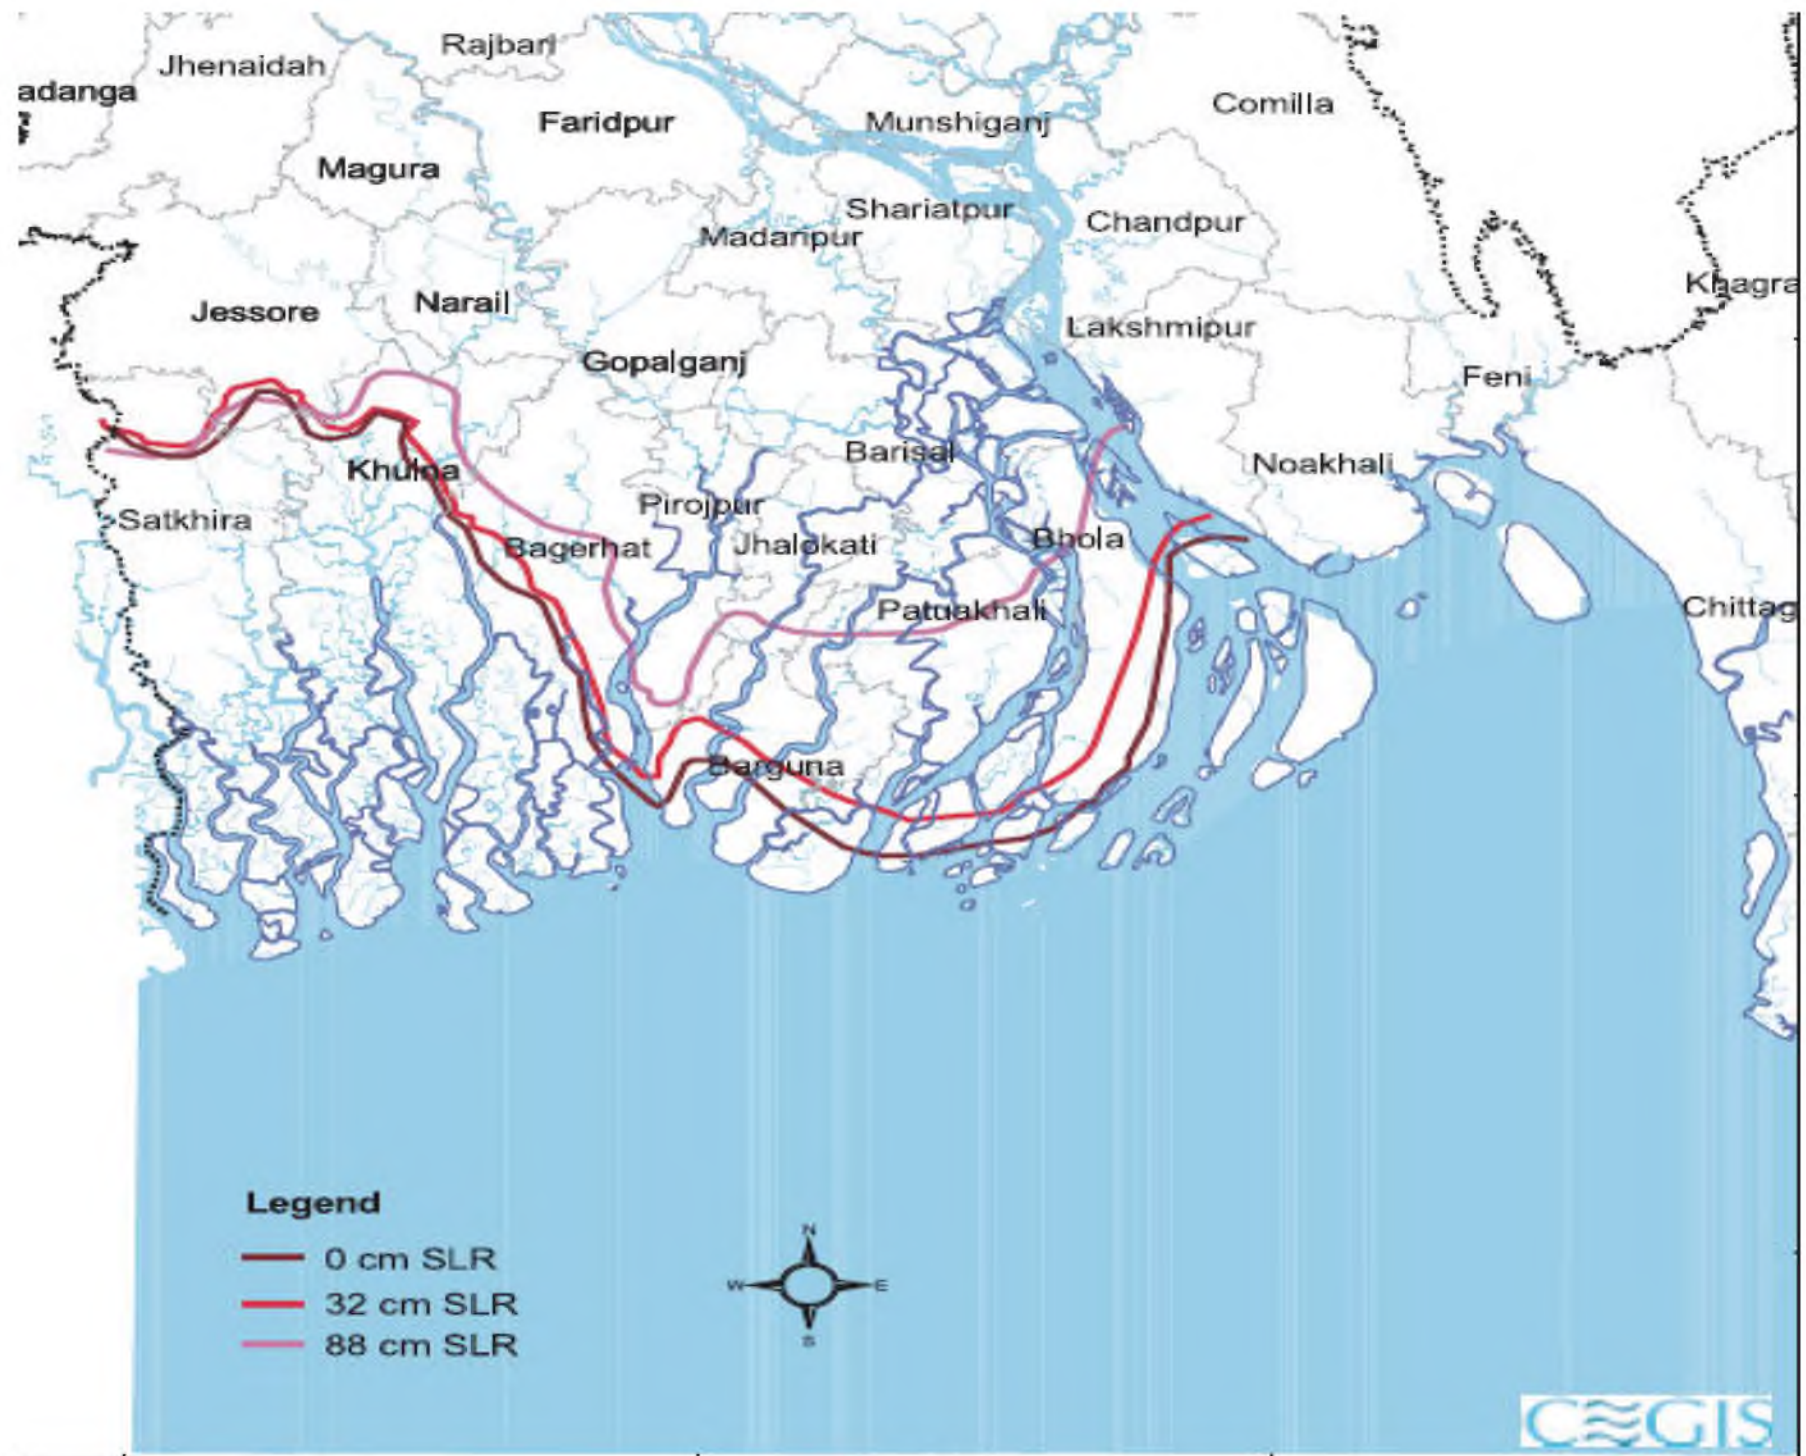 Rajbari
Jhenaidah
adanga
Comilla
Faridpur
Munshiganj
Magura
Shariatpur
Chandpur
Madaripur
Khagra
Narail
Jessore
Lakshmipur
Gopalganj
Feni
Barisal
Noakhali
Khulna
Pirojpur
Satkhira
Bhola
Bagerhat
Jhalokati
Patuakhali
Chittag
Barguna
Legend
0 cm SLR
32 cm SLR
88 cm SLR
N
W E
S
CEGIS